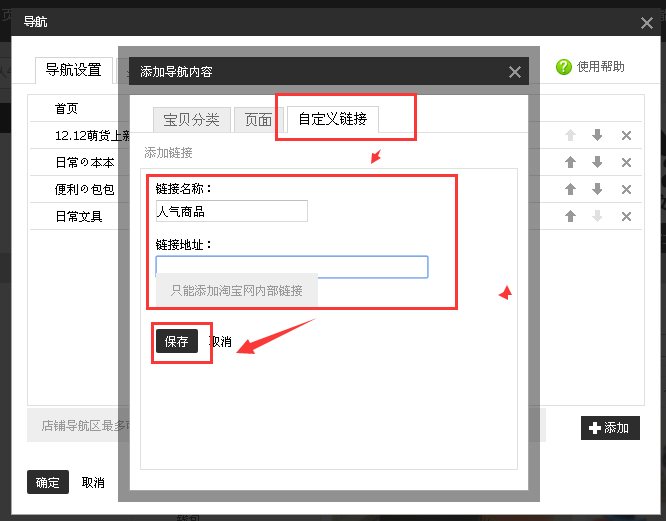 导航
导航设置
使用帮助
添加导航内容
宝贝分类
页面
自定义链接
添加链接
首页
12.12萌货上新
日常の本本
便利の包包
日常文具
链接名称：
人气商品
链接地址：
只能添加淘宝网内部链接
保存
取消
店铺导航区最多
添加
确定
取消